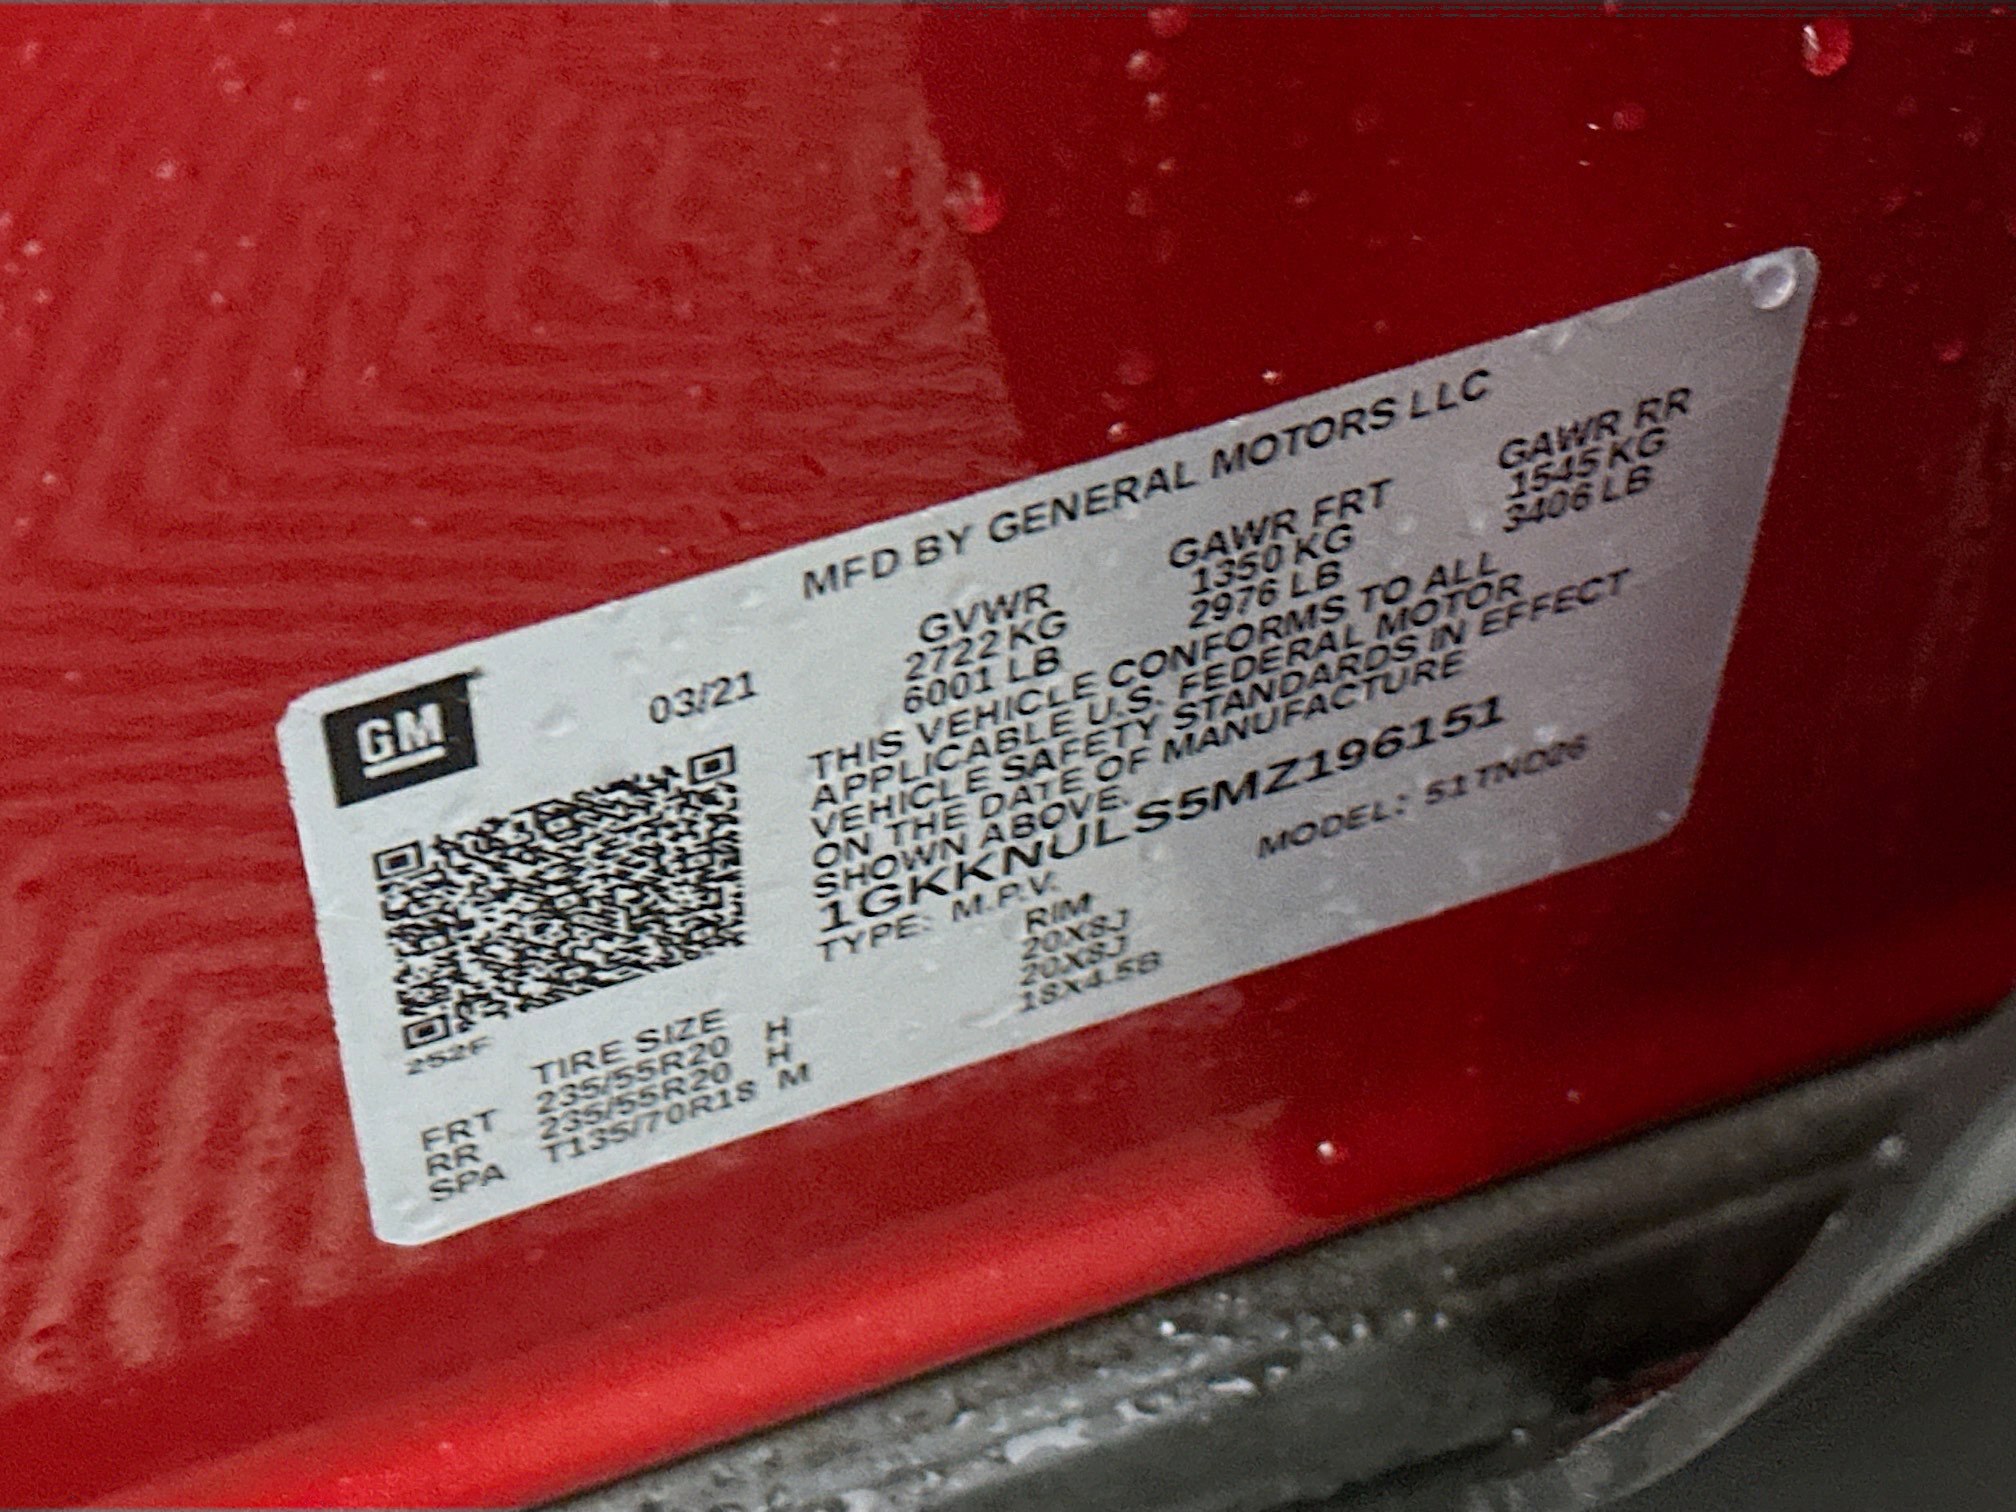 GM
MFD BY GENERAL MOTORS LLC
03/21
GVWR GAWR FRT GAWR RR
2722 KG 1350 KG 1545 KG
6001 LB 2976 LB 3406 LB
THIS VEHICLE CONFORMS TO ALL
APPLICABLE U.S. FEDERAL MOTOR
VEHICLE SAFETY STANDARDS IN EFFECT
ON THE DATE OF MANUFACTURE
SHOWN ABOVE.
1GKKNULS5MZ196151
TYPE: M.P.V. MODEL: 517ND26
252F
TIRE SIZE RIM
FRT 235/55R20 H 20X8J
RR 235/55R20 H 20X8J
SPA T135/70R18 M 18X4.5B